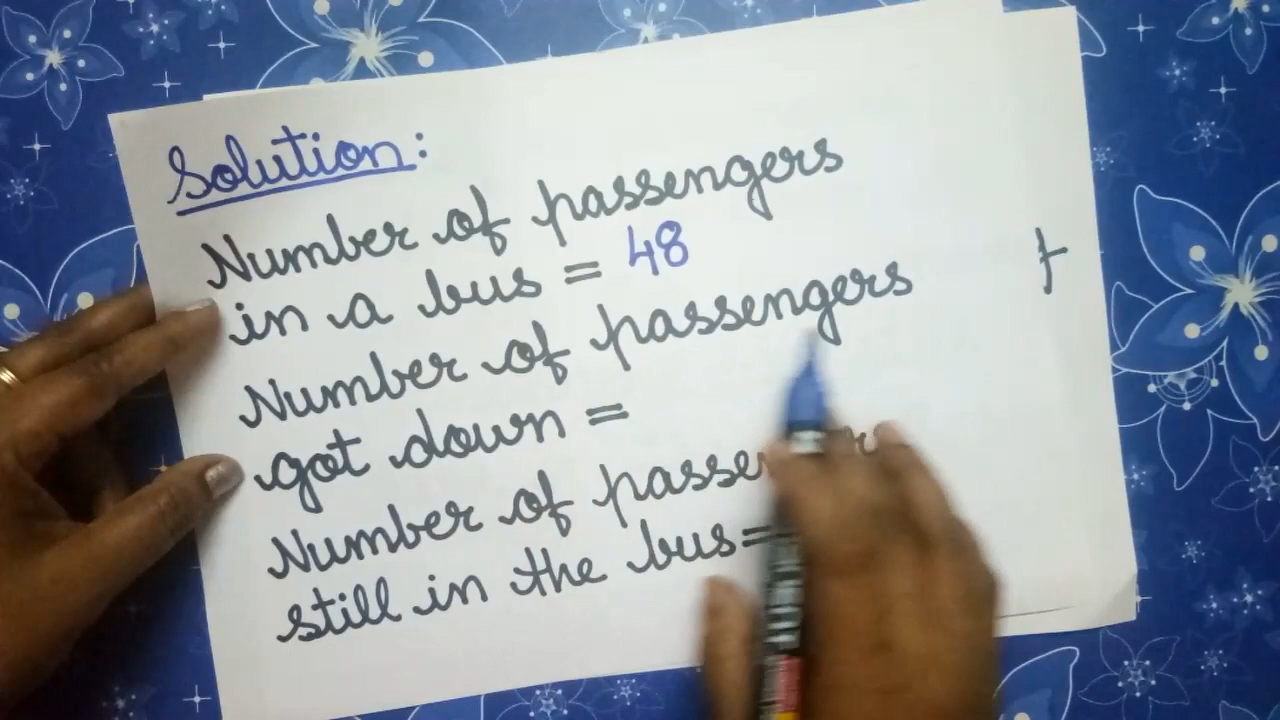 Solution:
Number of passengers
in a bus = 48
Number of passengers
got down =
Number of
still in the bus =